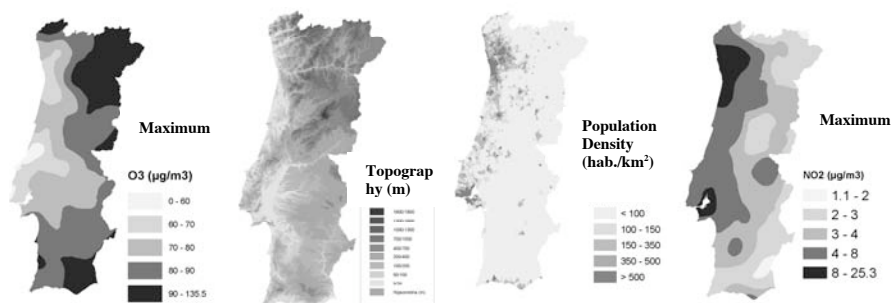 Maximum
O3 (µg/m3)
0 - 60
60 - 70
70 - 80
80 - 90
90 - 135.5
Topograp
hy (m)
Population
Density
(hab./km²)
< 100
100 - 150
150 - 350
350 - 500
> 500
Maximum
NO2 (µg/m3)
1.1 - 2
2 - 3
3 - 4
4 - 8
8 - 25.3